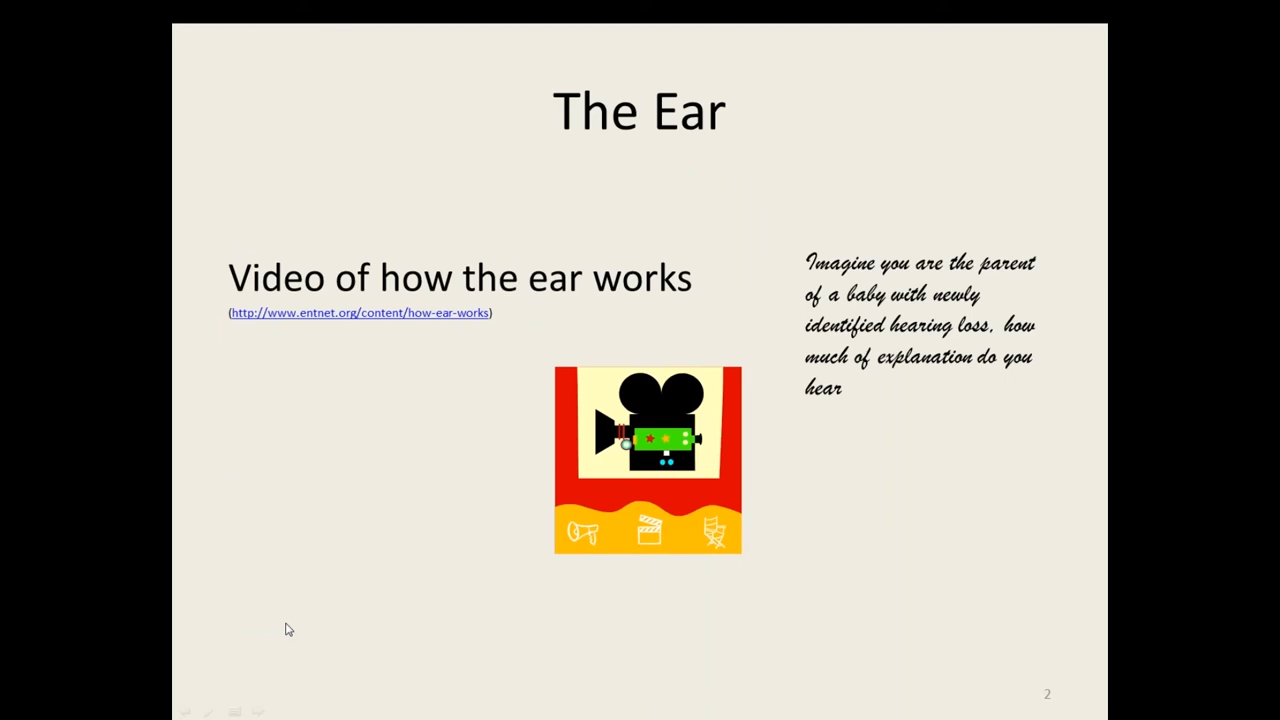 The Ear
Video of how the ear works
(http://www.entnet.org/content/how-ear-works)
Imagine you are the parent
of a baby with newly
identified hearing loss, how
much of explanation do you
hear
2